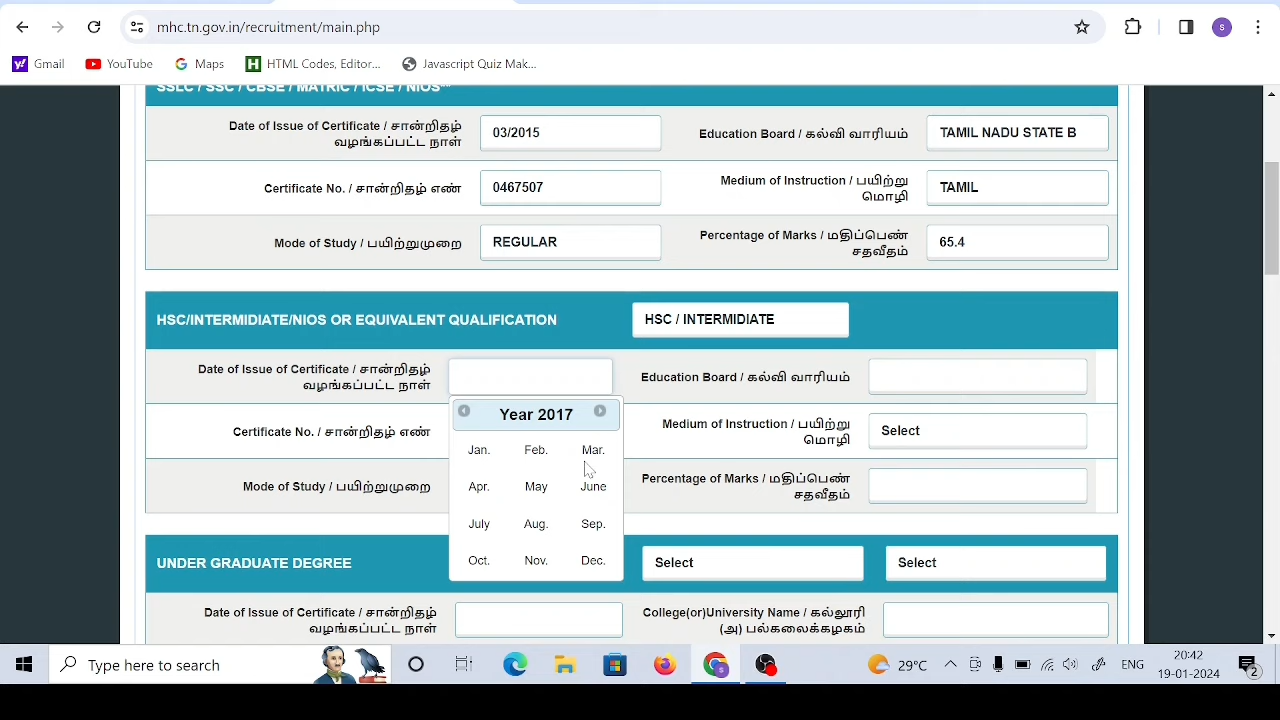 mhc.tn.gov.in/recruitment/main.php
S
Gmail YouTube Maps HTML Codes, Editor... Javascript Quiz Mak...
SSLC / SSC / CBSE / MATRIC / ICSE / NIOS
Date of Issue of Certificate / சான்றிதழ்
வழங்கப்பட்ட நாள்
03/2015
Education Board / கல்வி வாரியம்
TAMIL NADU STATE B
Certificate No. / சான்றிதழ் எண்
0467507
Medium of Instruction / பயிற்று
மொழி
TAMIL
Mode of Study / பயிற்றுமுறை
REGULAR
Percentage of Marks / மதிப்பெண்
சதவீதம்
65.4
HSC/INTERMIDIATE/NIOS OR EQUIVALENT QUALIFICATION
HSC / INTERMIDIATE
Date of Issue of Certificate / சான்றிதழ்
வழங்கப்பட்ட நாள்
Education Board / கல்வி வாரியம்
Year 2017
Jan. Feb. Mar.
Apr. May June
July Aug. Sep.
Oct. Nov. Dec.
Certificate No. / சான்றிதழ் எண்
Medium of Instruction / பயிற்று
மொழி
Select
Mode of Study / பயிற்றுமுறை
Percentage of Marks / மதிப்பெண்
சதவீதம்
UNDER GRADUATE DEGREE
Select
Select
Date of Issue of Certificate / சான்றிதழ்
வழங்கப்பட்ட நாள்
College(or)University Name / கல்லூரி
(அ) பல்கலைக்கழகம்
Type here to search
29°C
ENG
20:42
19-01-2024
2